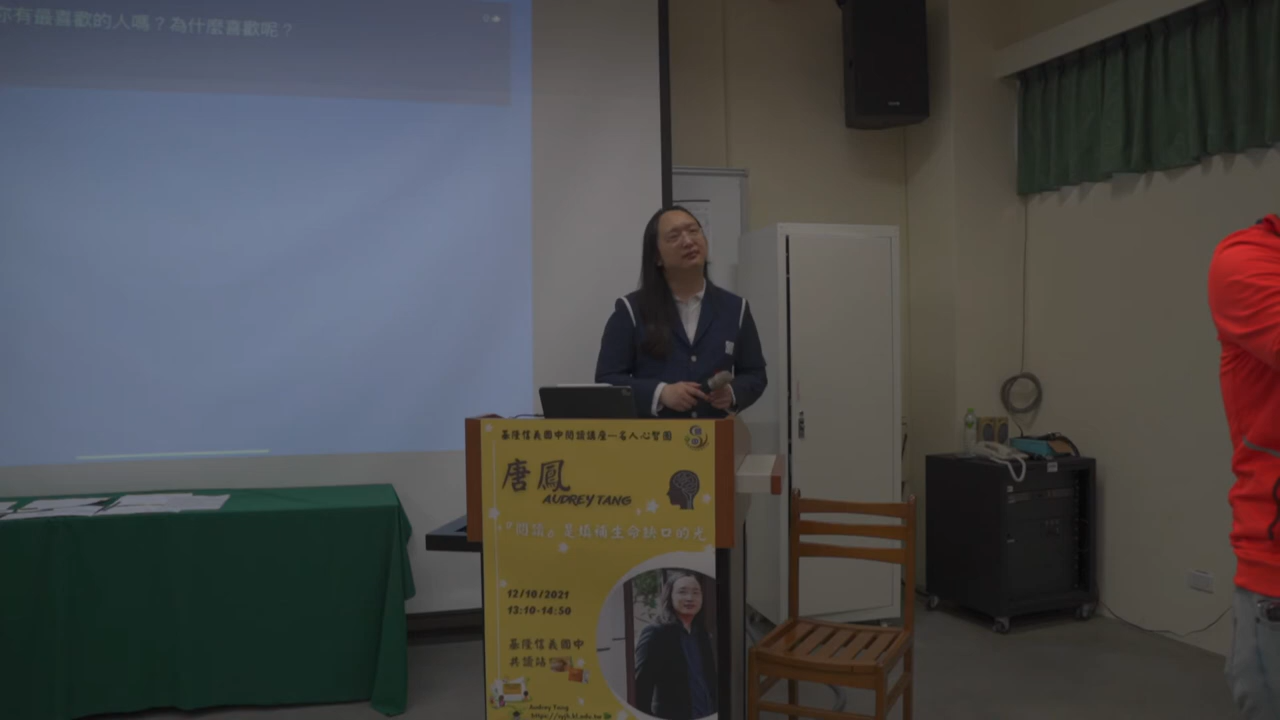 你有最喜歡的人嗎？為什麼喜歡呢？
基隆信義國中閱讀講座—名人心智圖
唐鳳
AUDREY TANG
『閱讀』是填補生命缺口的光
12/10/2021
13:10-14:50
基隆信義國中
共讀站
Audrey Tang